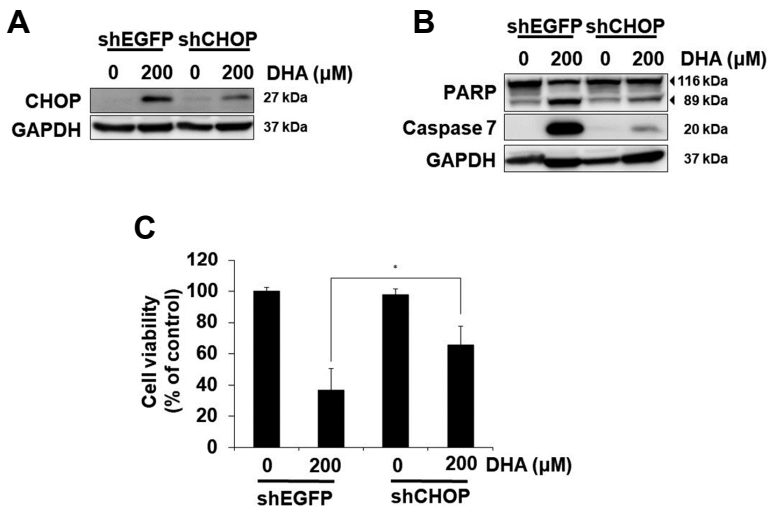 A
shEGFP shCHOP
0 200 0 200 DHA (μM)
CHOP 27 kDa
GAPDH 37 kDa
B
shEGFP shCHOP
0 200 0 200 DHA (μM)
PARP 116 kDa
89 kDa
Caspase 7 20 kDa
GAPDH 37 kDa
C
Cell viability
(% of control)
120
100
80
60
40
20
0
*
0 200 0 200 DHA (μM)
shEGFP shCHOP